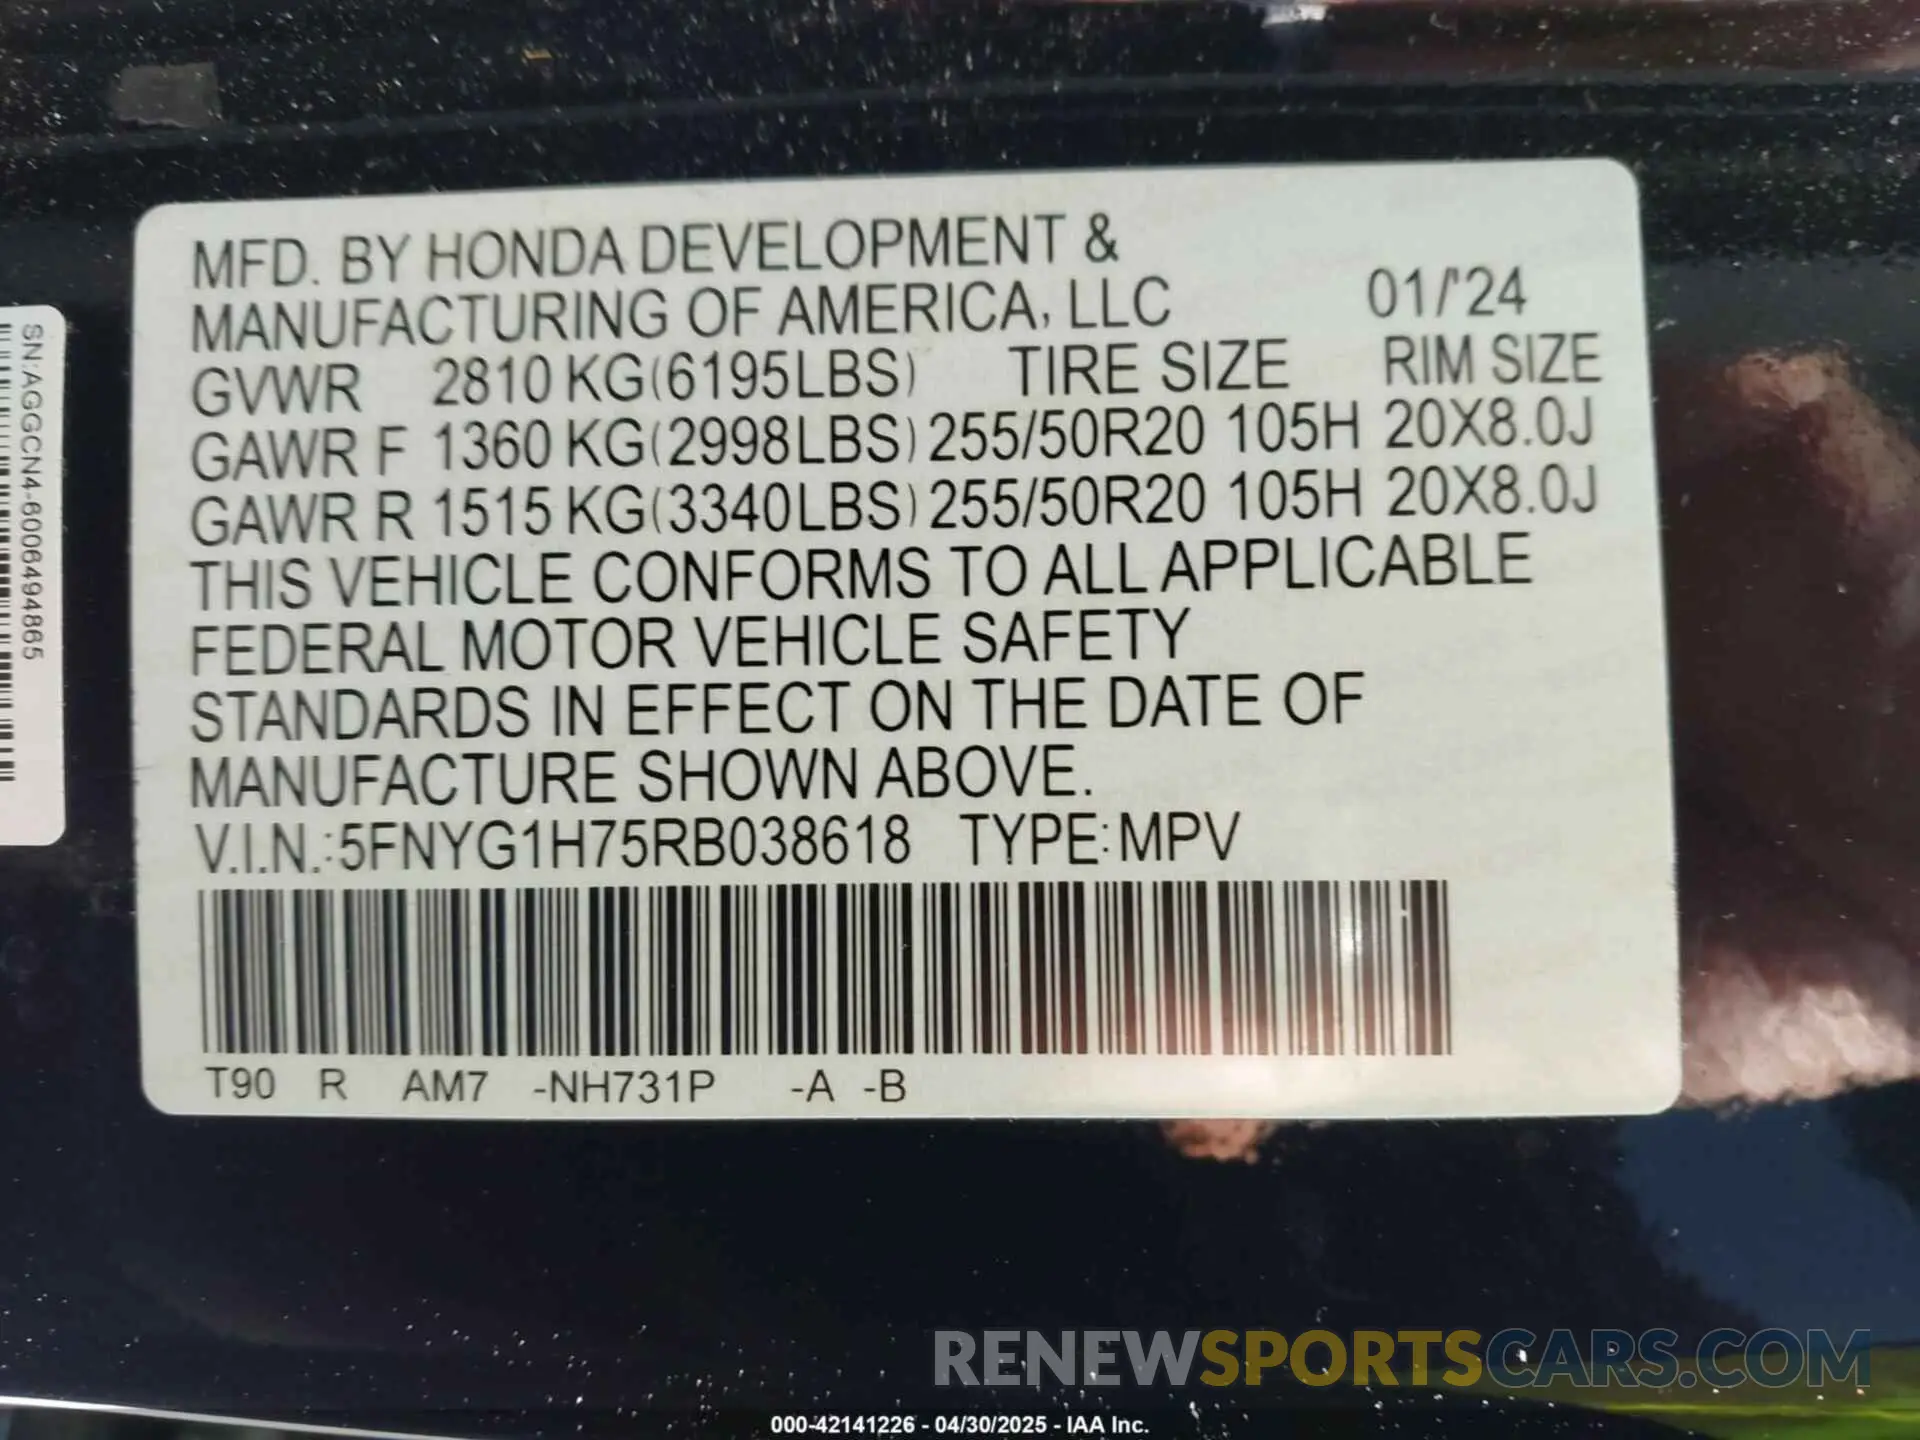 MFD. BY HONDA DEVELOPMENT &
MANUFACTURING OF AMERICA, LLC 01/'24
GVWR 2810 KG(6195LBS) TIRE SIZE RIM SIZE
GAWR F 1360 KG(2998LBS) 255/50R20 105H 20X8.0J
GAWR R 1515 KG(3340LBS) 255/50R20 105H 20X8.0J
THIS VEHICLE CONFORMS TO ALL APPLICABLE
FEDERAL MOTOR VEHICLE SAFETY
STANDARDS IN EFFECT ON THE DATE OF
MANUFACTURE SHOWN ABOVE.
V.I.N.:5FNYG1H75RB038618 TYPE:MPV
T90 R AM7 -NH731P -A -B
SN:AGGCN4-6006494865
RENEWSPORTSCARS.COM
000-42141226 - 04/30/2025 - IAA Inc.